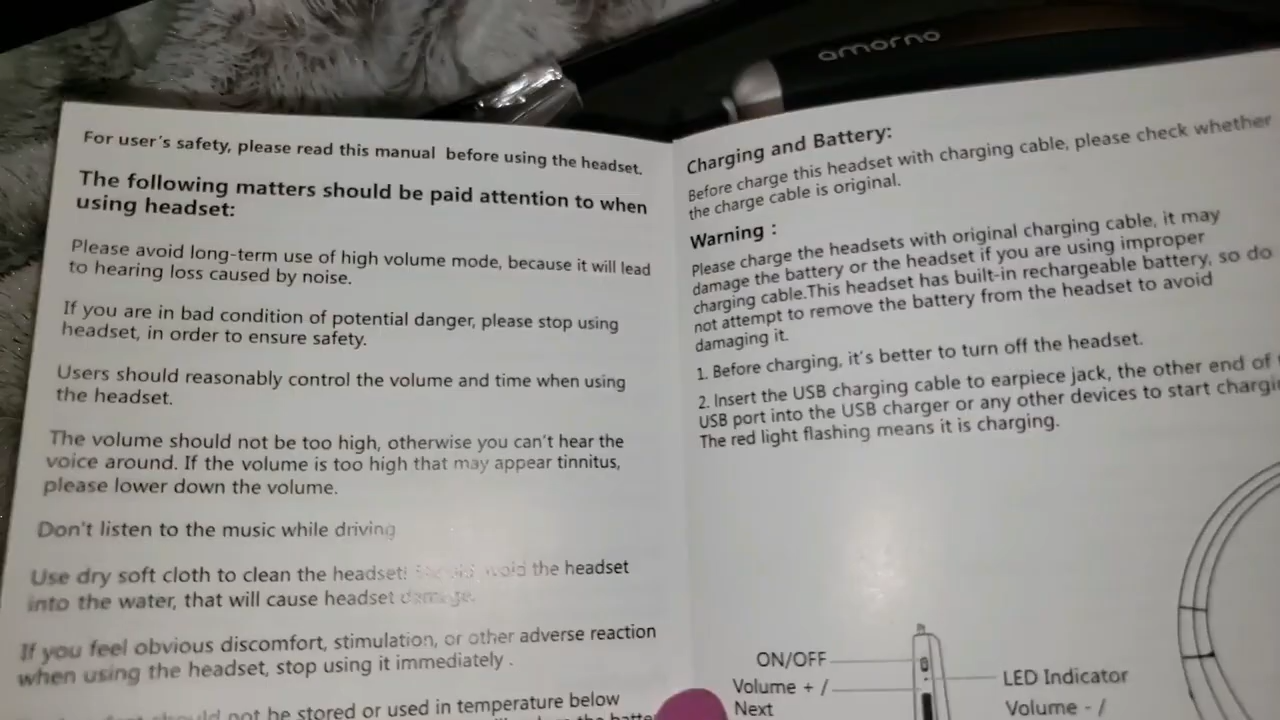 amorno
For user's safety, please read this manual before using the headset.
The following matters should be paid attention to when
using headset:
Please avoid long-term use of high volume mode, because it will lead
to hearing loss caused by noise.
If you are in bad condition of potential danger, please stop using
headset, in order to ensure safety.
Users should reasonably control the volume and time when using
the headset.
The volume should not be too high, otherwise you can't hear the
voice around. If the volume is too high that may appear tinnitus,
please lower down the volume.
Don't listen to the music while driving
Use dry soft cloth to clean the headset! avoid the headset
into the water, that will cause headset damage.
If you feel obvious discomfort, stimulation, or other adverse reaction
when using the headset, stop using it immediately .
should not be stored or used in temperature below
Charging and Battery:
Before charge this headset with charging cable, please check whether
the charge cable is original.
Warning :
Please charge the headsets with original charging cable, it may
damage the battery or the headset if you are using improper
charging cable.This headset has built-in rechargeable battery, so do
not attempt to remove the battery from the headset to avoid
damaging it.
1. Before charging, it's better to turn off the headset.
2. Insert the USB charging cable to earpiece jack, the other end of
USB port into the USB charger or any other devices to start
The red light flashing means it is charging.
ON/OFF
Volume + /
Next
LED Indicator
Volume - /